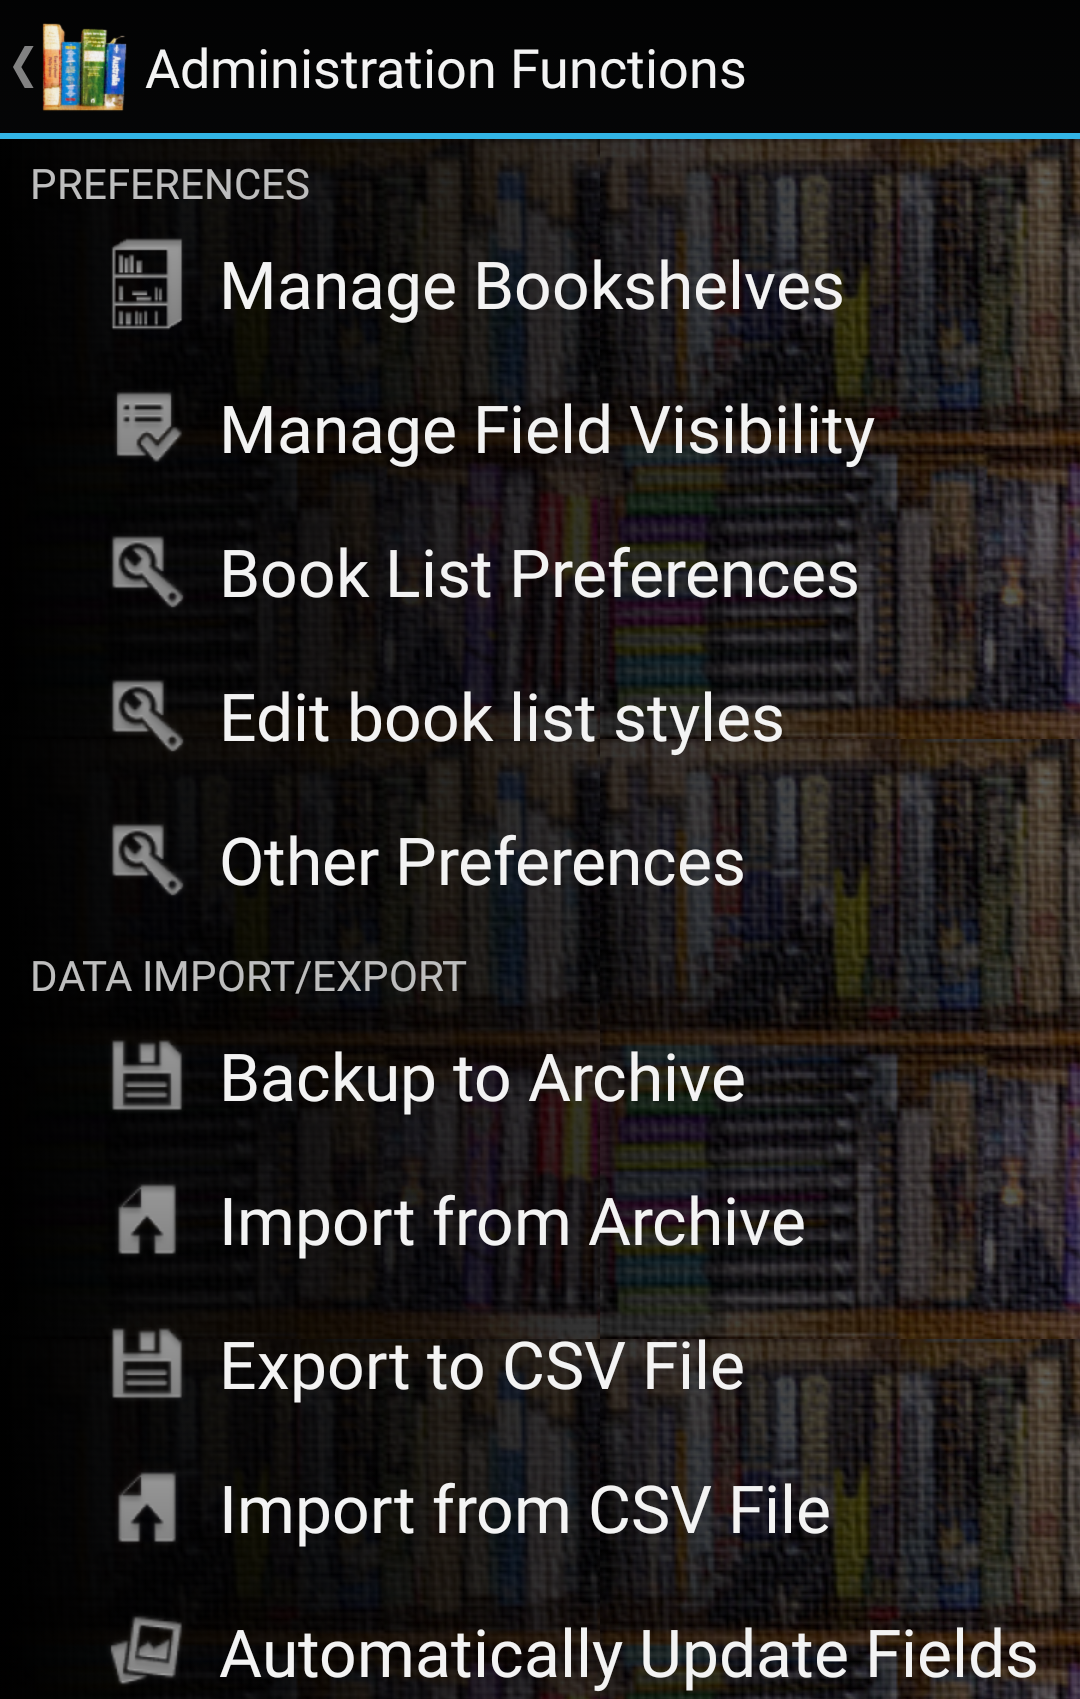 Administration Functions
PREFERENCES
Manage Bookshelves
Manage Field Visibility
Book List Preferences
Edit book list styles
Other Preferences
DATA IMPORT/EXPORT
Backup to Archive
Import from Archive
Export to CSV File
Import from CSV File
Automatically Update Fields